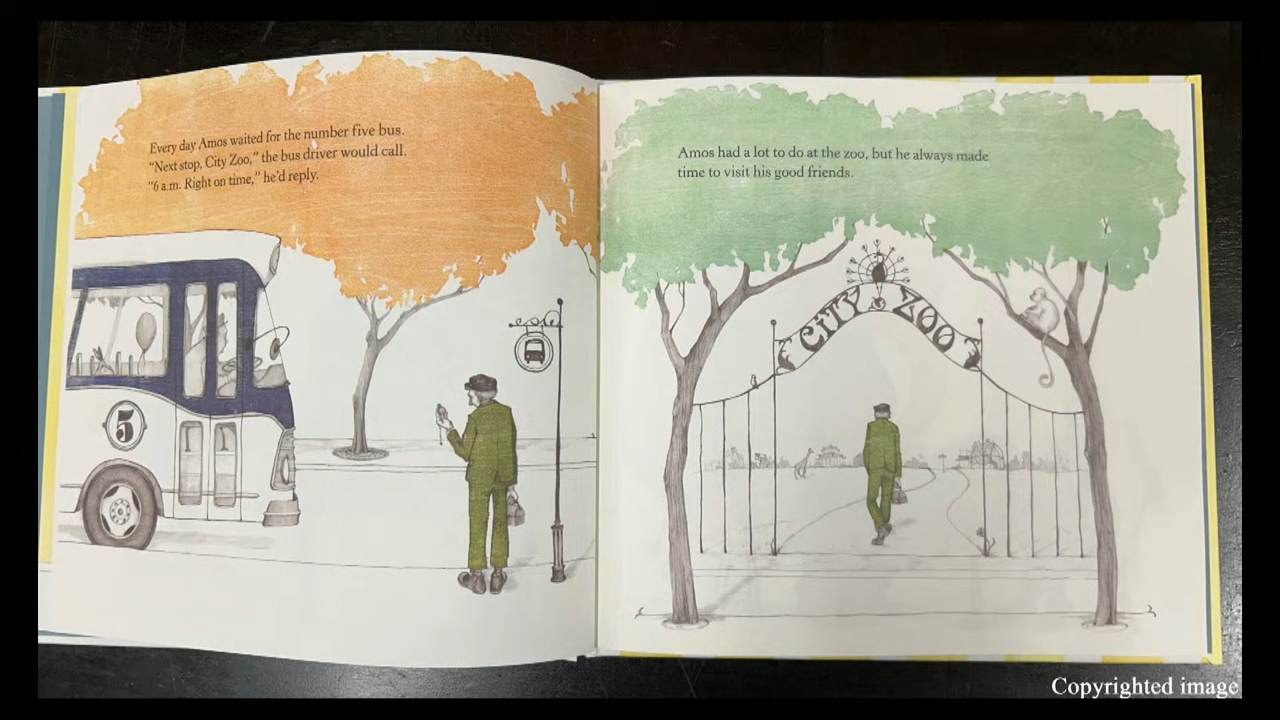 Every day Amos waited for the number five bus.
“Next stop, City Zoo,” the bus driver would call.
“6 a.m. Right on time,” he’d reply.
5
Amos had a lot to do at the zoo, but he always made
time to visit his good friends.
CiTY ZOO
Copyrighted image